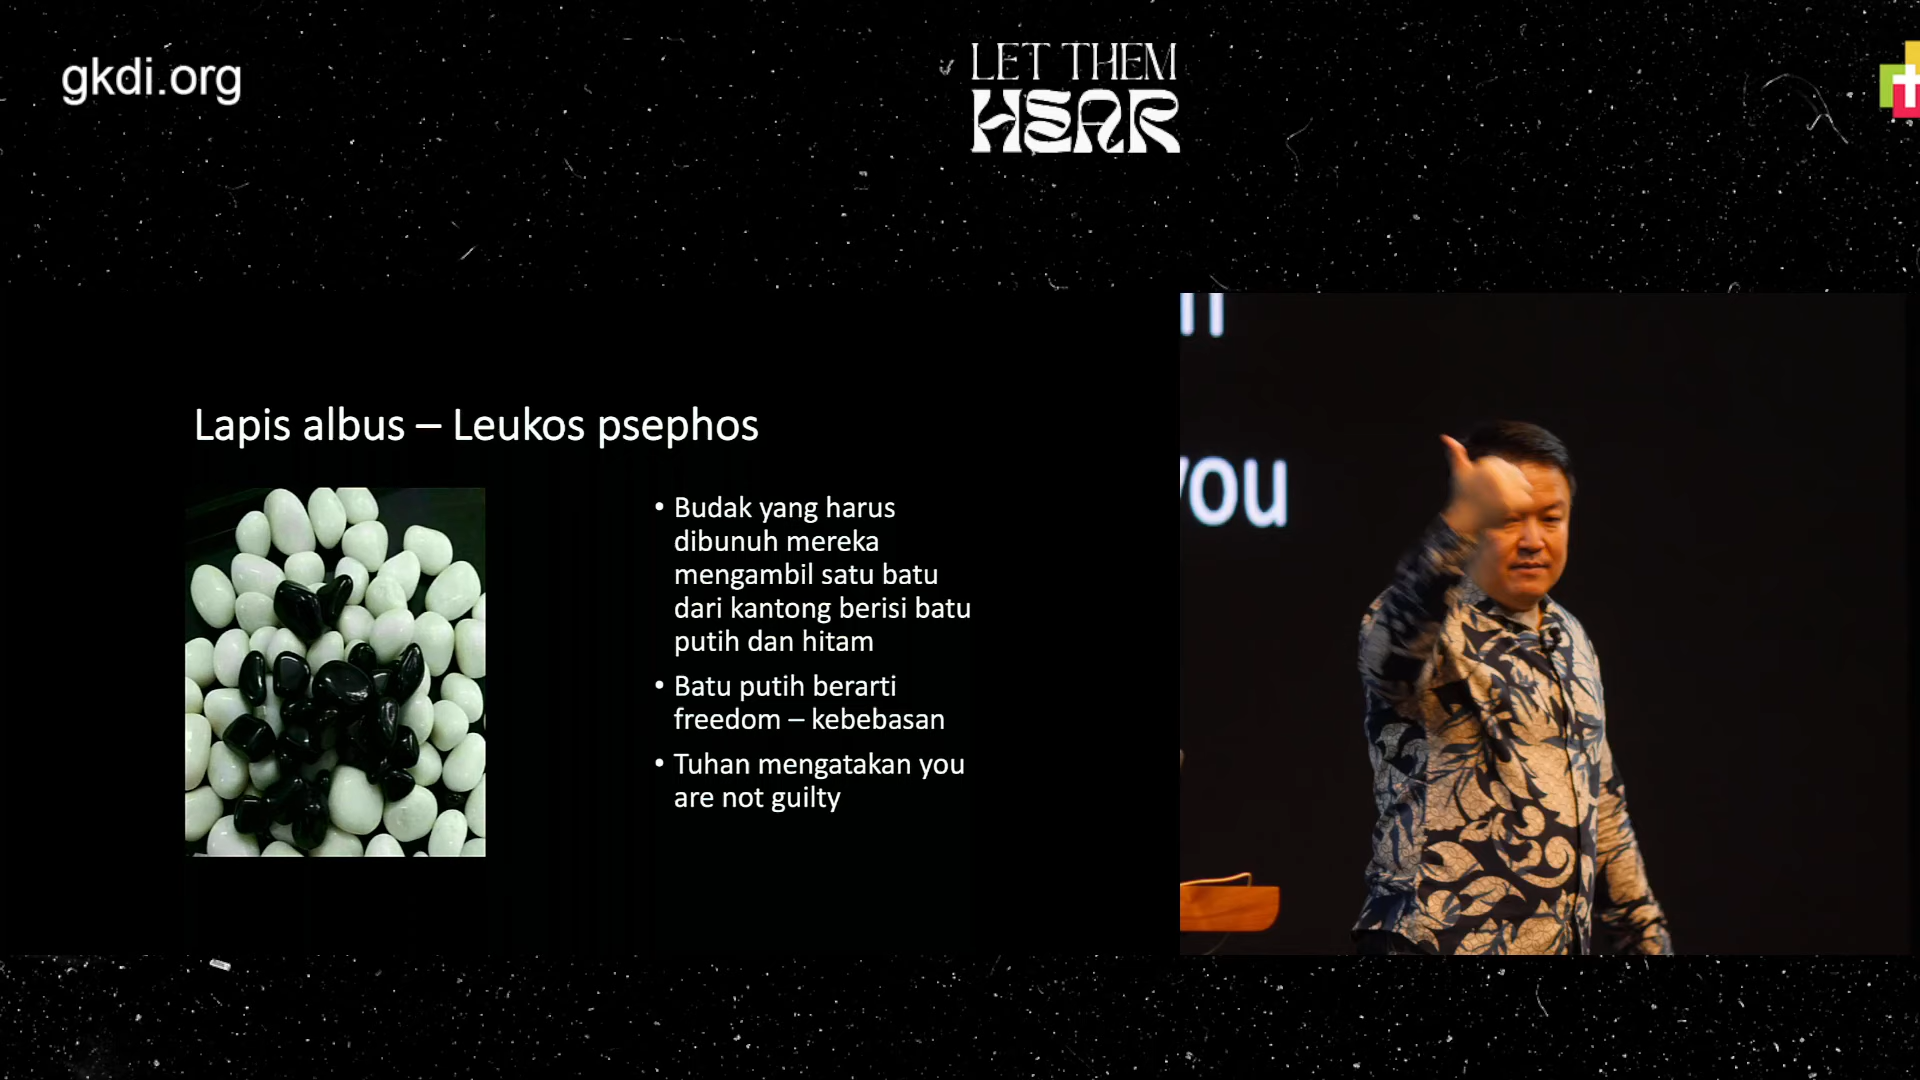 gkdi.org
LET THEM
HEAR
Lapis albus – Leukos psephos
• Budak yang harus
dibunuh mereka
mengambil satu batu
dari kantong berisi batu
putih dan hitam
• Batu putih berarti
freedom – kebebasan
• Tuhan mengatakan you
are not guilty
you